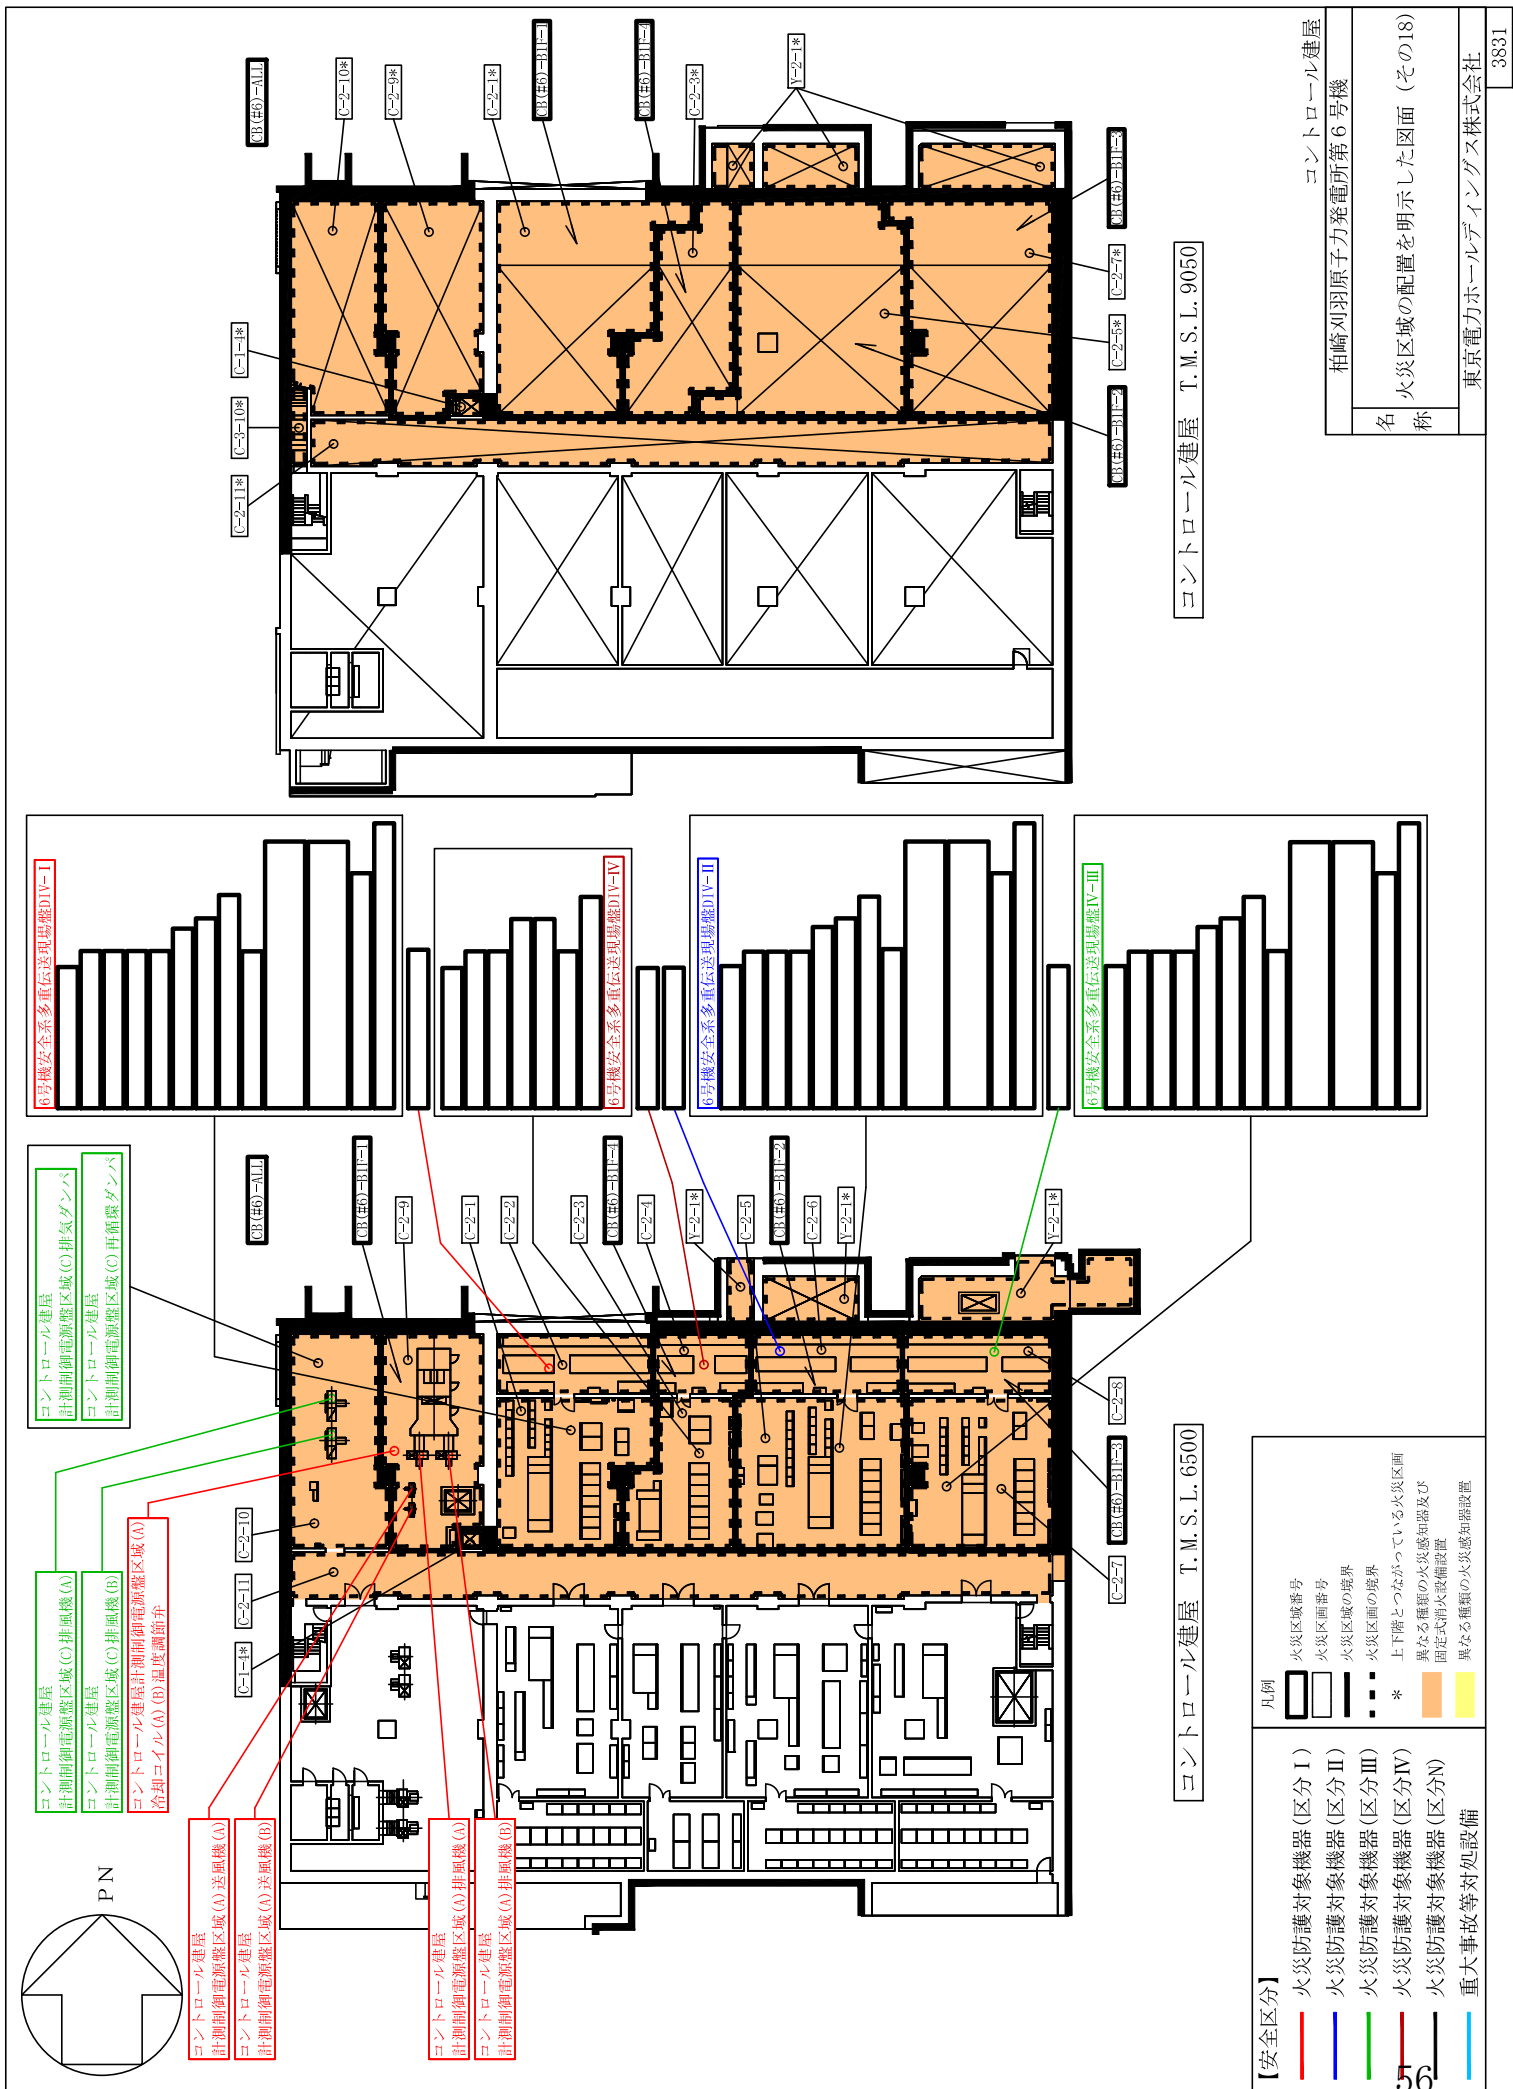 コントロール建屋
計測制御電源盤区域(C)排気ダンパ
コントロール建屋
計測制御電源盤区域(C)再循環ダンパ
コントロール建屋
計測制御電源盤区域(C)排風機(A)
コントロール建屋
計測制御電源盤区域(C)排風機(B)
コントロール建屋計測制御電源盤区域(A)
冷却コイル(A)(B)温度調節弁
コントロール建屋
計測制御電源盤区域(A)送風機(A)
コントロール建屋
計測制御電源盤区域(A)送風機(B)
コントロール建屋
計測制御電源盤区域(A)排風機(A)
コントロール建屋
計測制御電源盤区域(A)排風機(B)
PN
6号機安全系多重伝送現場盤DIV-I
6号機安全系多重伝送現場盤DIV-IV
6号機安全系多重伝送現場盤DIV-II
6号機安全系多重伝送現場盤IV-III
CB(#6)-ALL
CB(#6)-B1F-1
C-2-9
C-2-1
C-2-2
C-2-3
CB(#6)-B1F-4
C-2-4
Y-2-1*
C-2-5
CB(#6)-B1F-2
C-2-6
Y-2-1*
Y-2-1*
C-2-10
C-2-11
C-1-4*
C-2-8
CB(#6)-B1F-3
C-2-7
コントロール建屋 T.M.S.L.6500
CB(#6)-ALL
C-2-10*
C-2-9*
C-2-1*
CB(#6)-B1F-1
CB(#6)-B1F-4
C-2-3*
Y-2-1*
C-1-4*
C-3-10*
C-2-11*
CB(#6)-B1F-3
C-2-7*
C-2-5*
CB(#6)-B1F-2
コントロール建屋 T.M.S.L.9050
【安全区分】
火災防護対象機器(区分Ⅰ)
火災防護対象機器(区分Ⅱ)
火災防護対象機器(区分Ⅲ)
火災防護対象機器(区分Ⅳ)
火災防護対象機器(区分N)
重大事故等対処設備
凡例
火災区域番号
火災区画番号
火災区域の境界
火災区画の境界
* 上下階とつながっている火災区画
異なる種類の火災感知器及び
固定式消火設備設置
異なる種類の火災感知器設置
コントロール建屋
柏崎刈羽原子力発電所第6号機
名称
火災区域の配置を明示した図面(その18)
東京電力ホールディングス株式会社
3831
56